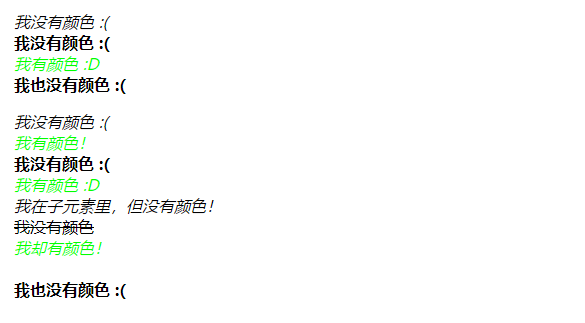 我没有颜色 :(
我没有颜色 :(
我有颜色 :D
我也没有颜色 :(
我没有颜色 :(
我有颜色！
我没有颜色 :(
我有颜色 :D
我在子元素里，但没有颜色！
我没有颜色
我却有颜色！
我也没有颜色 :(